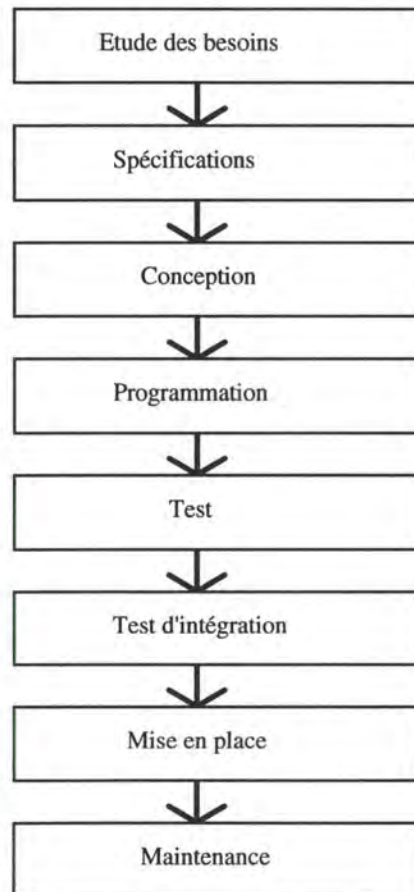 Etude des besoins
Spécifications
Conception
Programmation
Test
Test d'intégration
Mise en place
Maintenance